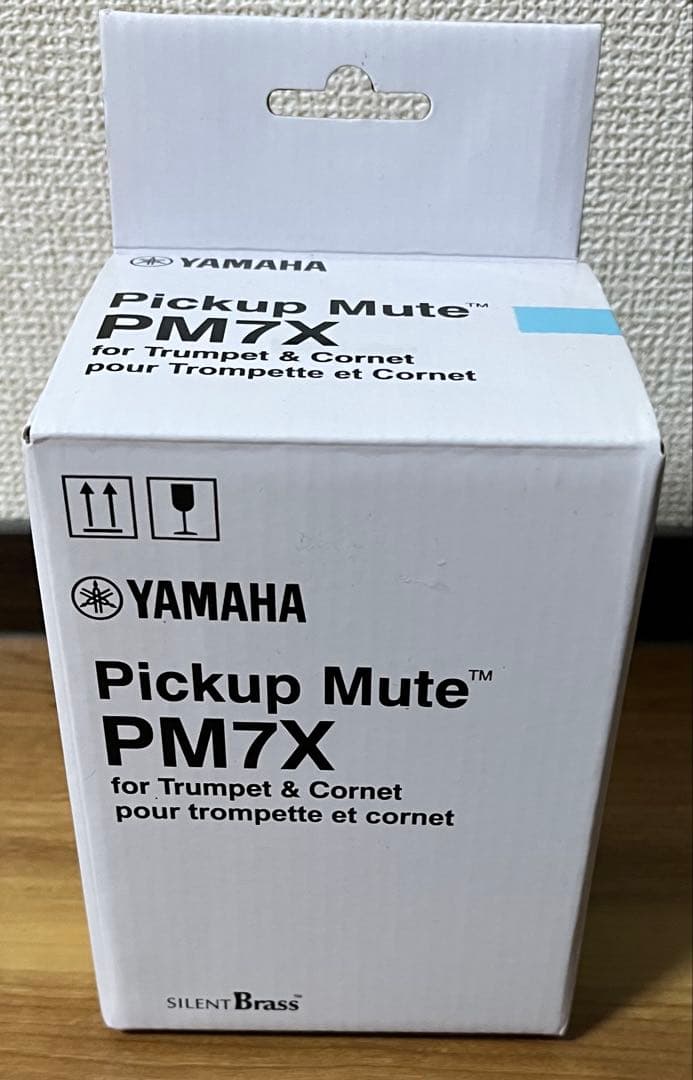 YAMAHA
Pickup Mute™
PM7X
for Trumpet & Cornet
pour Trompette et Cornet
YAMAHA
Pickup Mute™
PM7X
for Trumpet & Cornet
pour trompette et cornet
SILENT Brass™